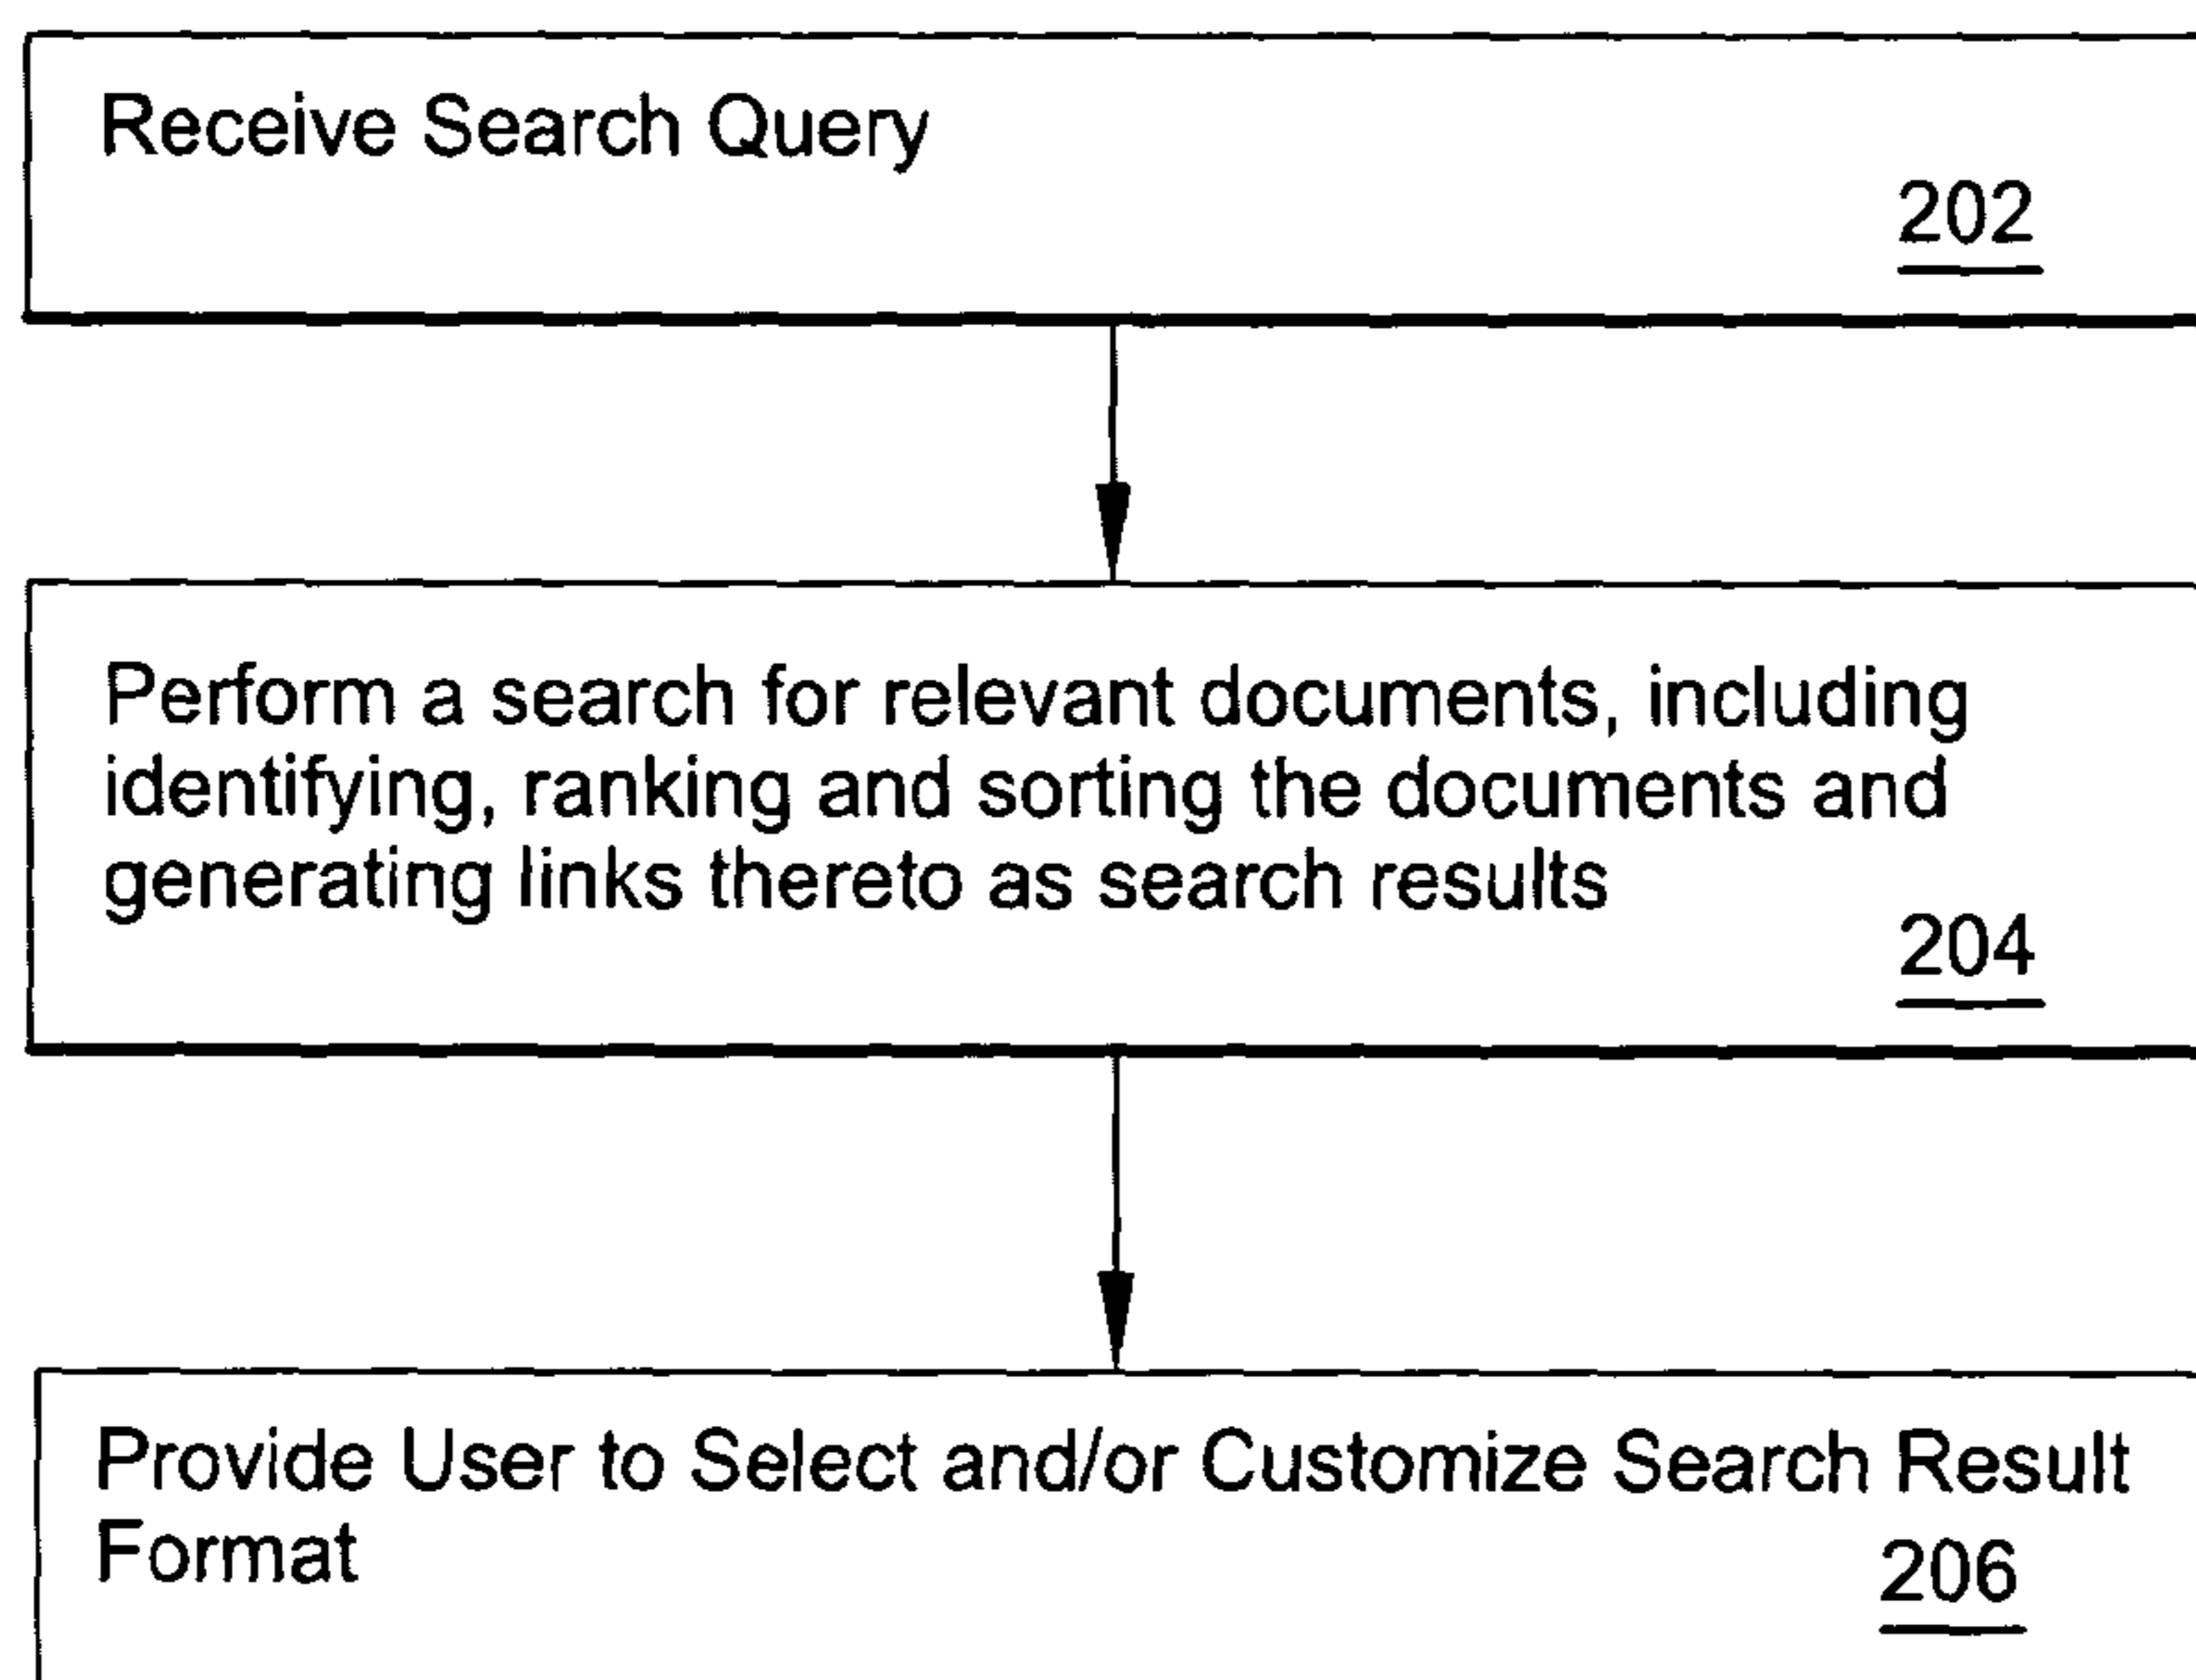 Receive Search Query
202
Perform a search for relevant documents, including
identifying, ranking and sorting the documents and
generating links thereto as search results
204
Provide User to Select and/or Customize Search Result
Format
206